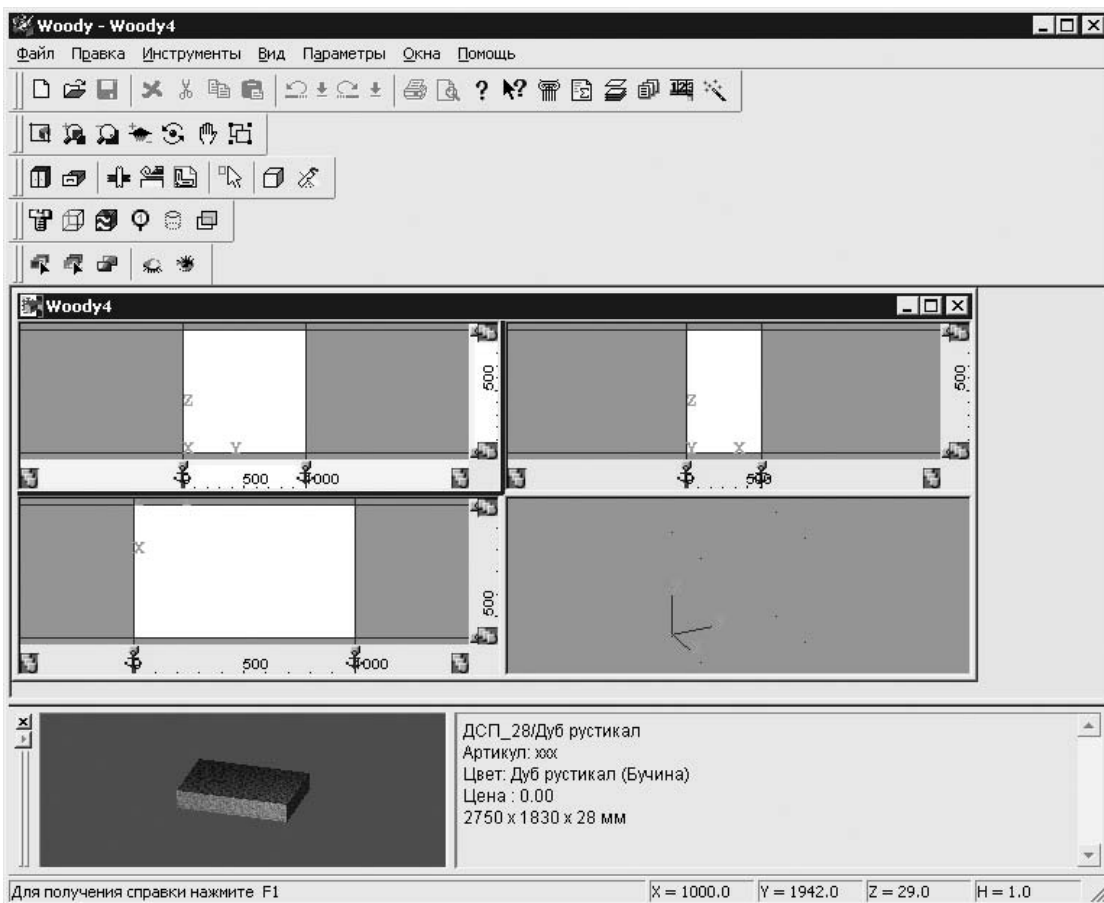 Woody - Woody4
Файл Правка Инструменты Вид Параметры Окна Помощь
Woody4
Z
X Y
500
500 1000
Z
Y X
500
500
X
500
500 1000
ДСП_28/Дуб рустикал
Артикул: xxx
Цвет: Дуб рустикал (Бучина)
Цена : 0.00
2750 x 1830 x 28 мм
Для получения справки нажмите F1 X = 1000.0 Y = 1942.0 Z = 29.0 H = 1.0